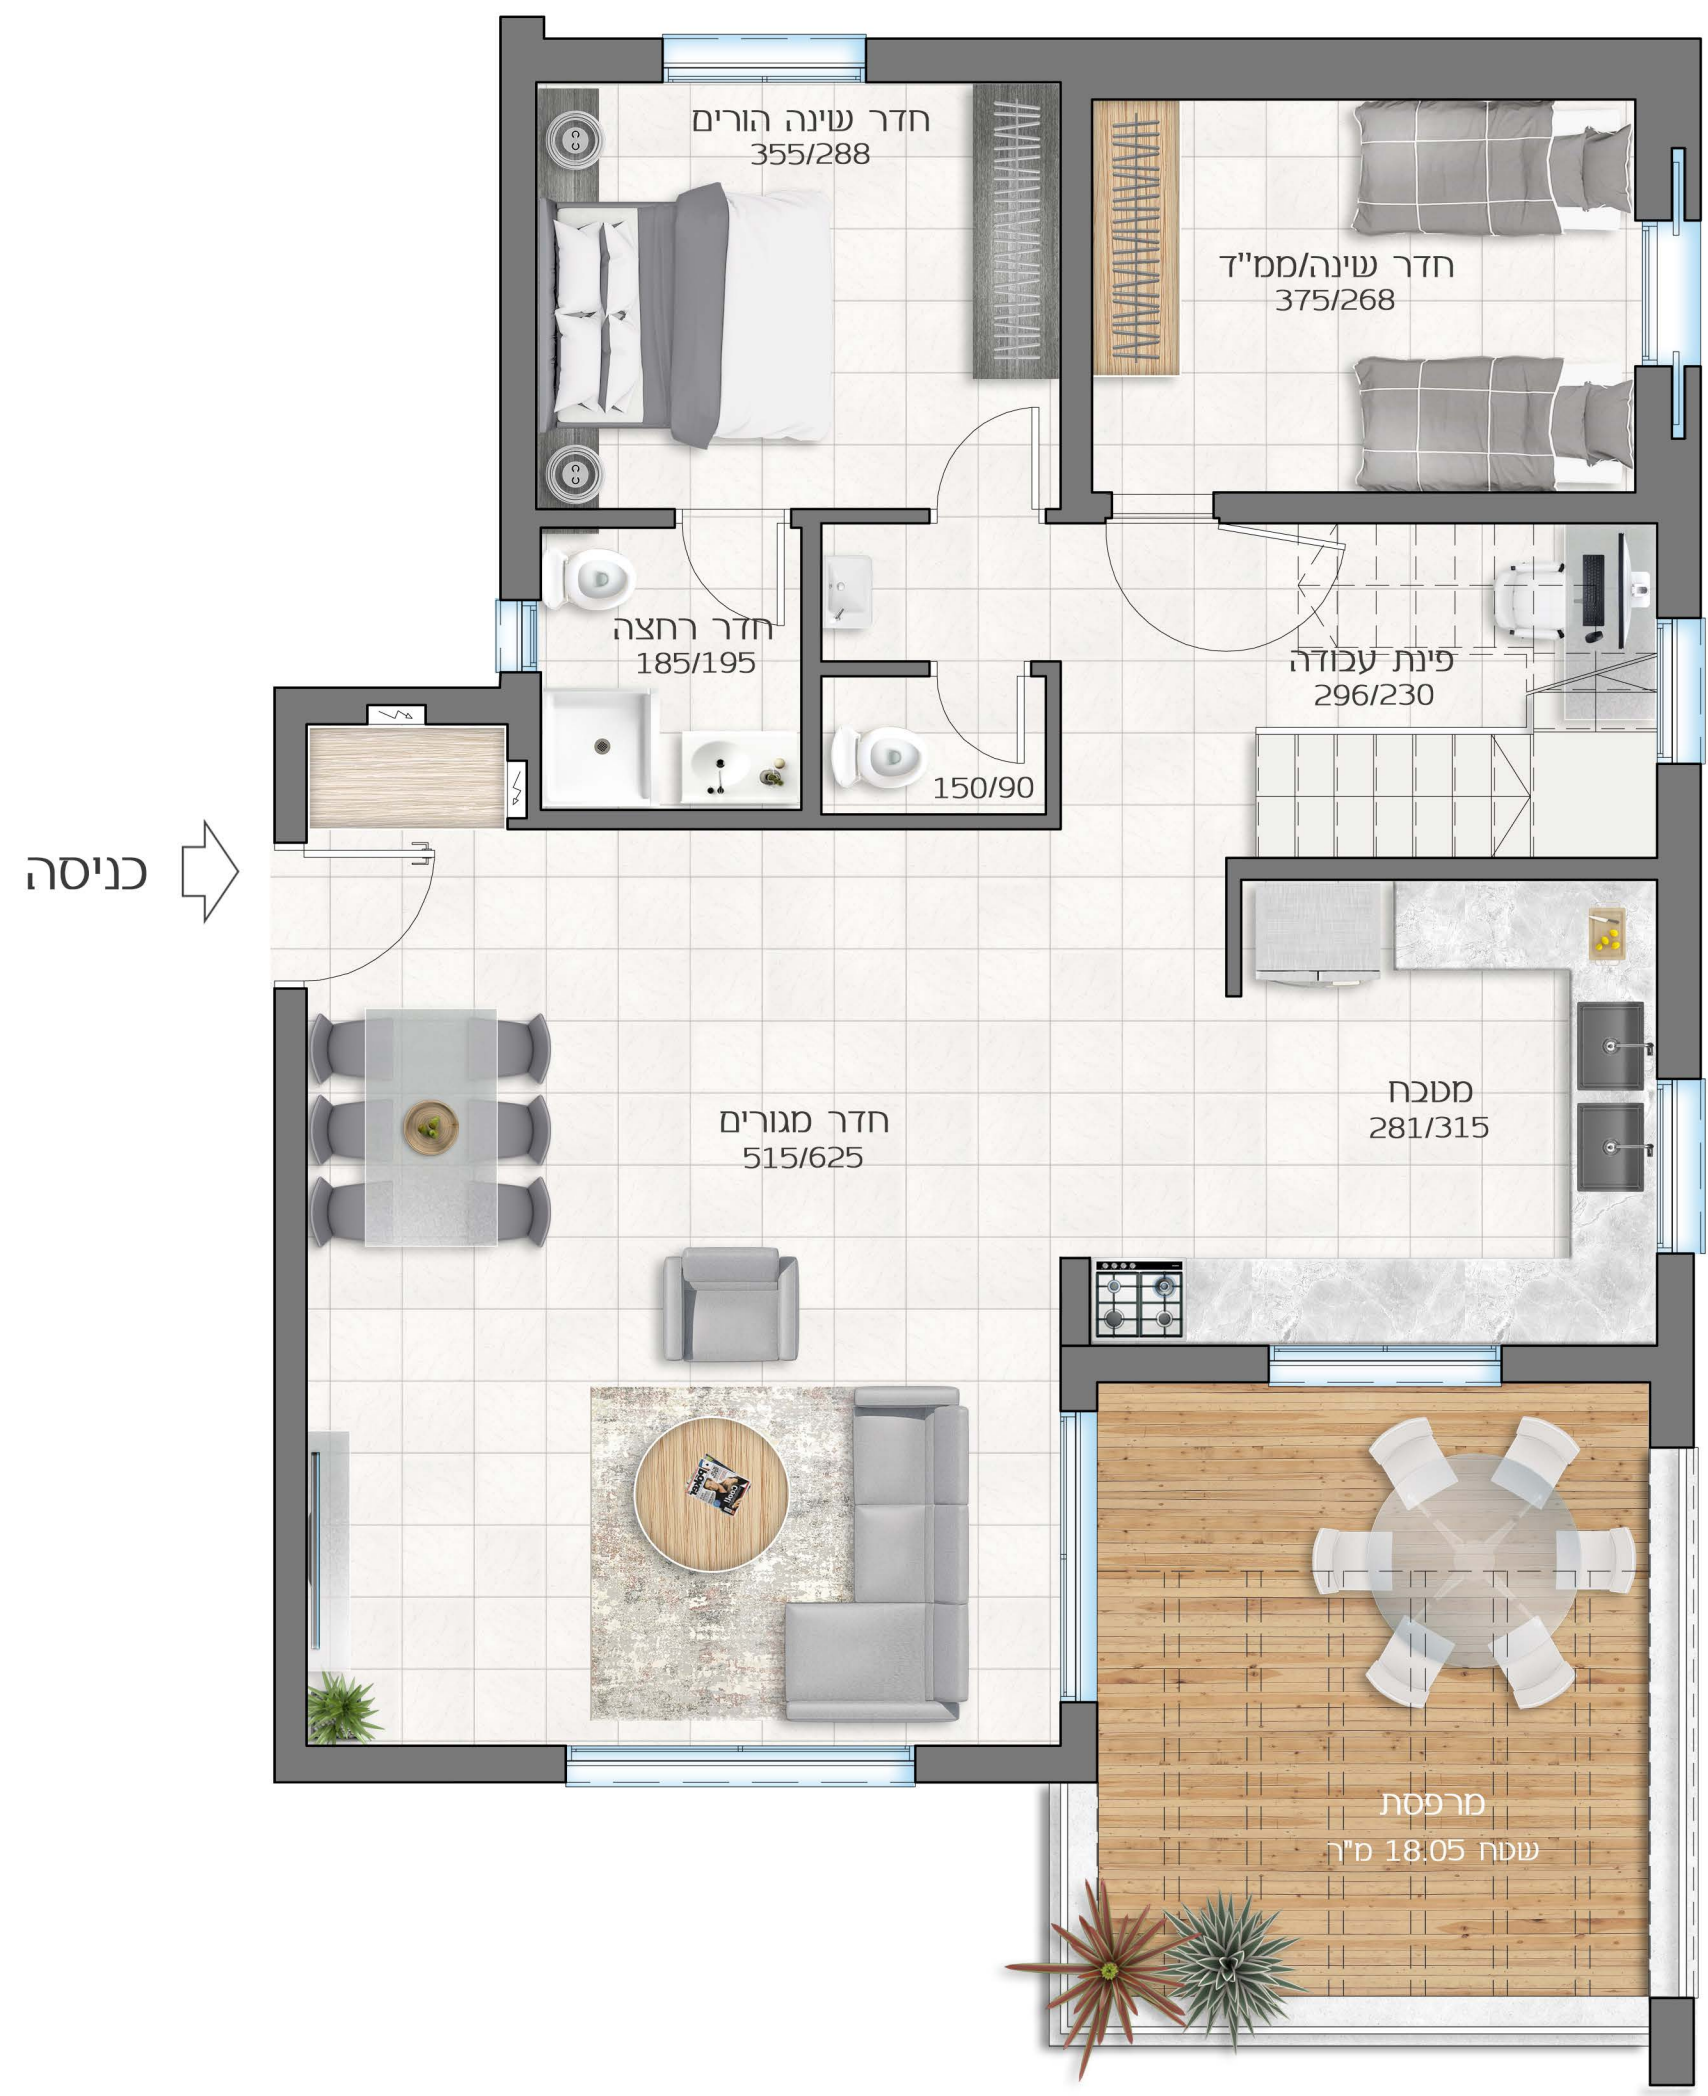 חדר שינה הורים
355/288
חדר שינה/ממ"ד
375/268
חדר רחצה
185/195
פינת עבודה
296/230
150/90
כניסה
מטבח
281/315
חדר מגורים
515/625
מרפסת
שטח 18.05 מ"ר